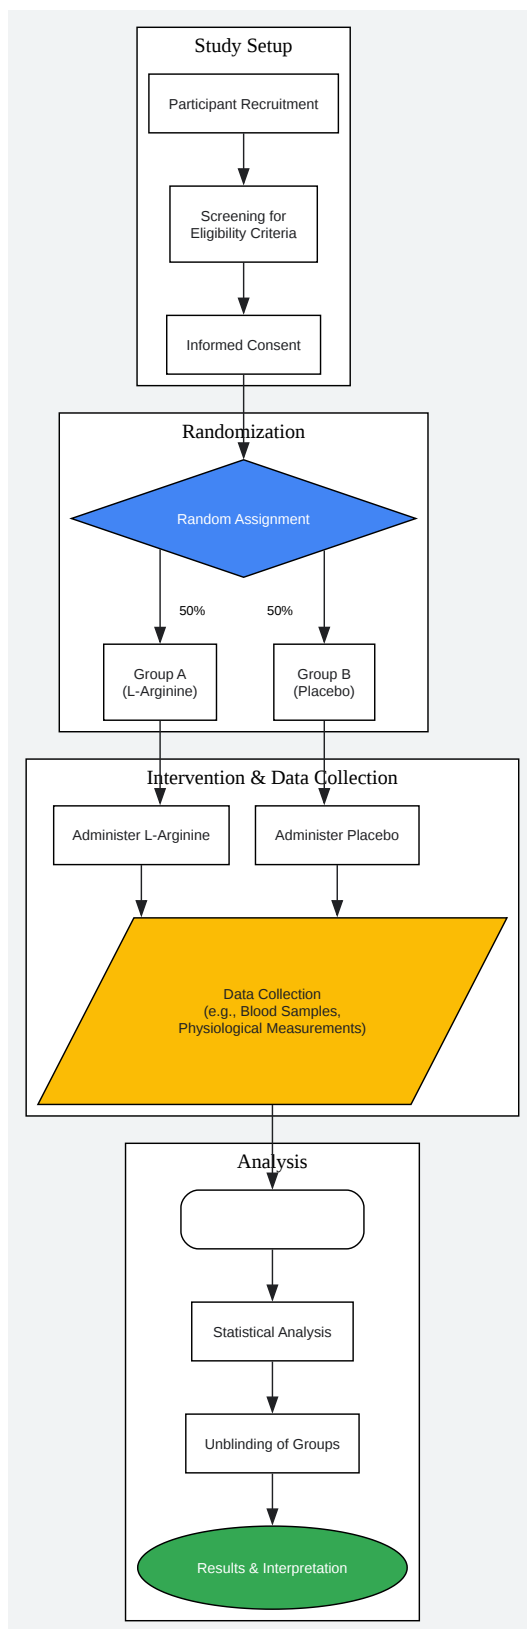 Study Setup
Participant Recruitment
Screening for
Eligibility Criteria
Informed Consent
Randomization
Random Assignment
50%
50%
Group A
(L-Arginine)
Group B
(Placebo)
Intervention & Data Collection
Administer L-Arginine
Administer Placebo
Data Collection
(e.g., Blood Samples,
Physiological Measurements)
Analysis
Statistical Analysis
Unblinding of Groups
Results & Interpretation